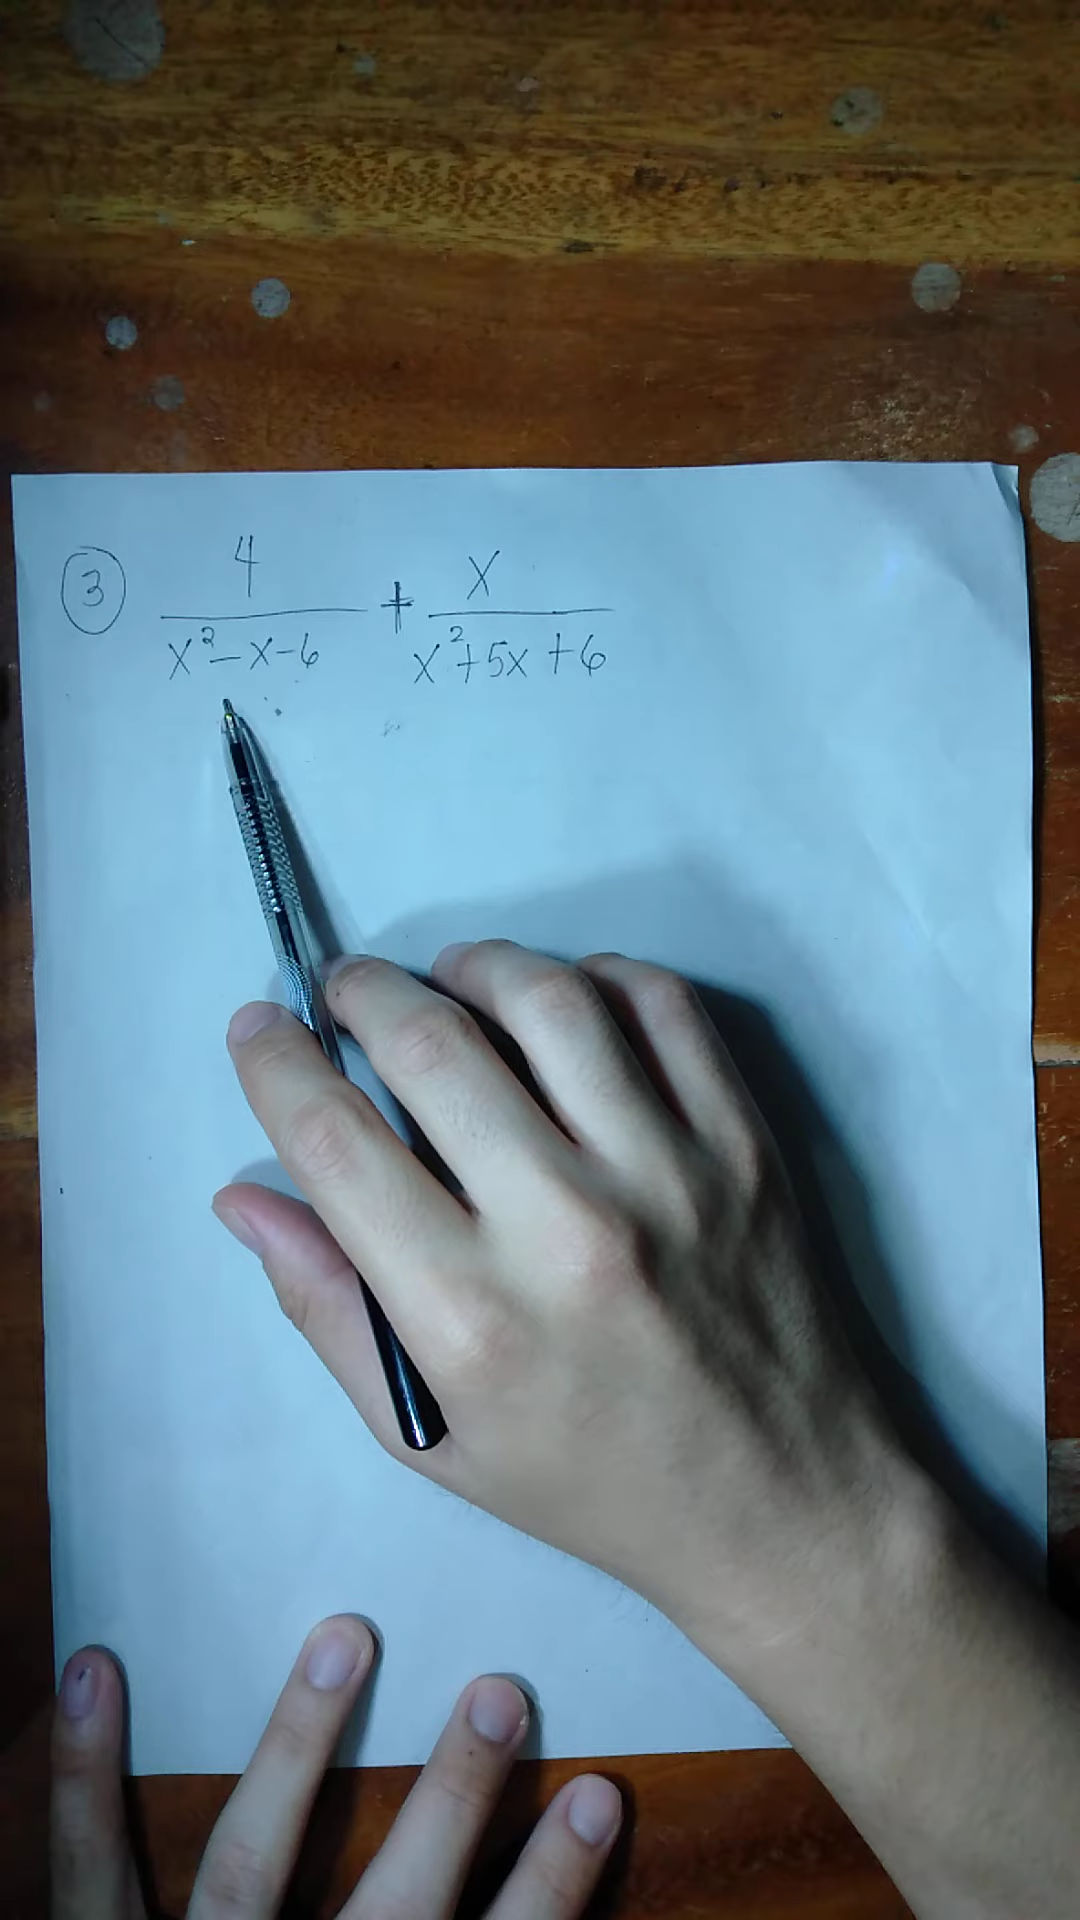 ③ 4 / (x² - x - 6) + x / (x² + 5x + 6)